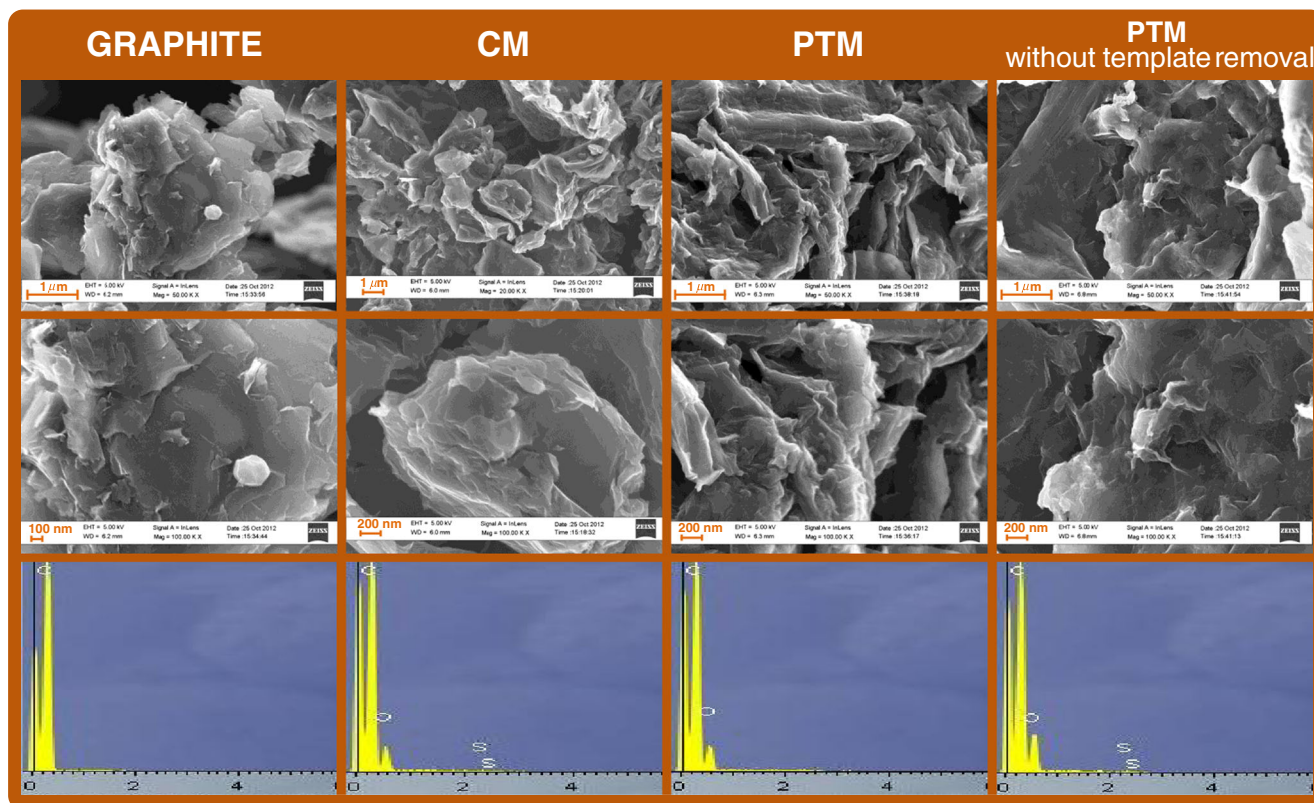 GRAPHITE
CM
PTM
PTM
without template removal
1 µm
EHT = 5.00 kV Signal A = InLens Date :25 Oct 2012
WD = 6.2 mm Mag = 50.00 K X Time :15:33:56
ZEISS
1 µm
EHT = 5.00 kV Signal A = InLens Date :25 Oct 2012
WD = 6.0 mm Mag = 20.00 K X Time :15:20:01
ZEISS
1 µm
EHT = 5.00 kV Signal A = InLens Date :25 Oct 2012
WD = 6.3 mm Mag = 50.00 K X Time :15:38:18
ZEISS
1 µm
EHT = 5.00 kV Signal A = InLens Date :25 Oct 2012
WD = 6.8 mm Mag = 50.00 K X Time :15:41:54
ZEISS
100 nm
EHT = 5.00 kV Signal A = InLens Date :25 Oct 2012
WD = 6.2 mm Mag = 100.00 K X Time :15:34:44
ZEISS
200 nm
EHT = 5.00 kV Signal A = InLens Date :25 Oct 2012
WD = 6.0 mm Mag = 100.00 K X Time :15:18:32
ZEISS
200 nm
EHT = 5.00 kV Signal A = InLens Date :25 Oct 2012
WD = 6.3 mm Mag = 100.00 K X Time :15:36:17
ZEISS
200 nm
EHT = 5.00 kV Signal A = InLens Date :25 Oct 2012
WD = 6.8 mm Mag = 100.00 K X Time :15:41:13
ZEISS
C
0 2 4
C
O
S
S
0 2 4
C
O
0 2 4
C
O
S
S
0 2 4